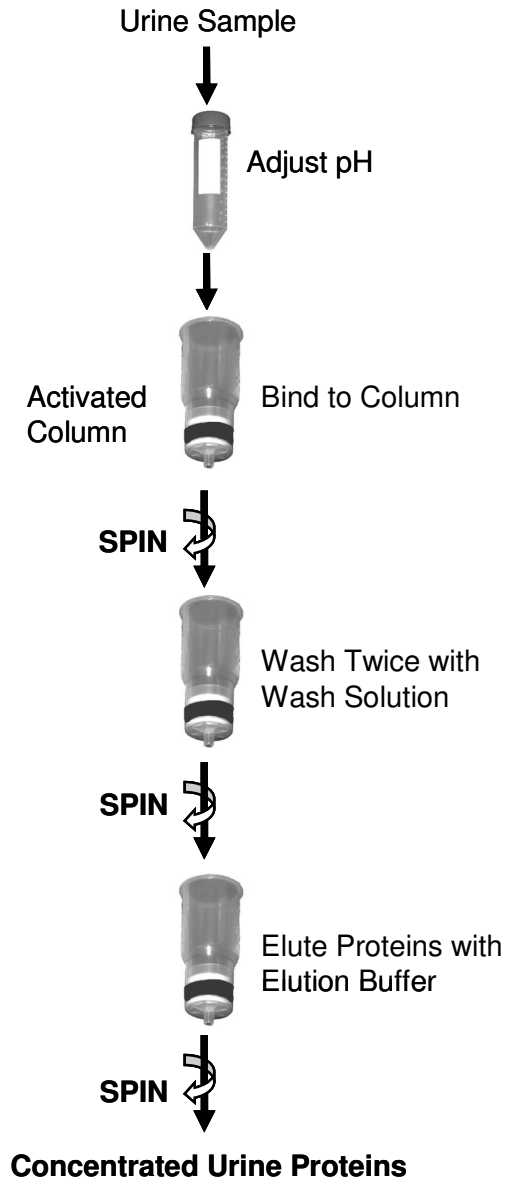 Urine Sample
Adjust pH
Activated
Column
Bind to Column
SPIN
Wash Twice with
Wash Solution
SPIN
Elute Proteins with
Elution Buffer
SPIN
Concentrated Urine Proteins